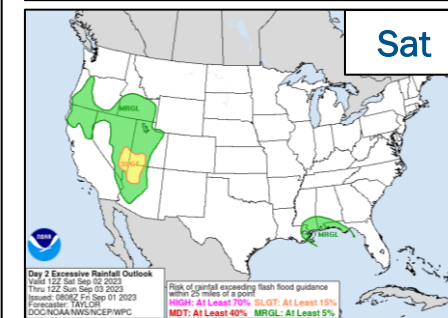 Sat
MRGL
SLGT
MRGL
NOAA
Day 2 Excessive Rainfall Outlook
Valid 12Z Sat Sep 02 2023
Thru 12Z Sun Sep 03 2023
Issued: 0808Z Fri Sep 01 2023
Forecaster: TAYLOR
DOC/NOAA/NWS/NCEP/WPC
Risk of rainfall exceeding flash flood guidance
within 25 miles of a point
HIGH: At Least 70% SLGT: At Least 15%
MDT: At Least 40% MRGL: At Least 5%